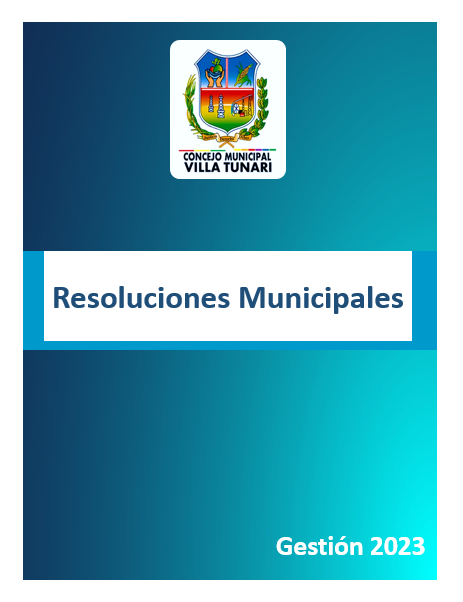 CONCEJO MUNICIPAL
VILLA TUNARI
Resoluciones Municipales
Gestión 2023